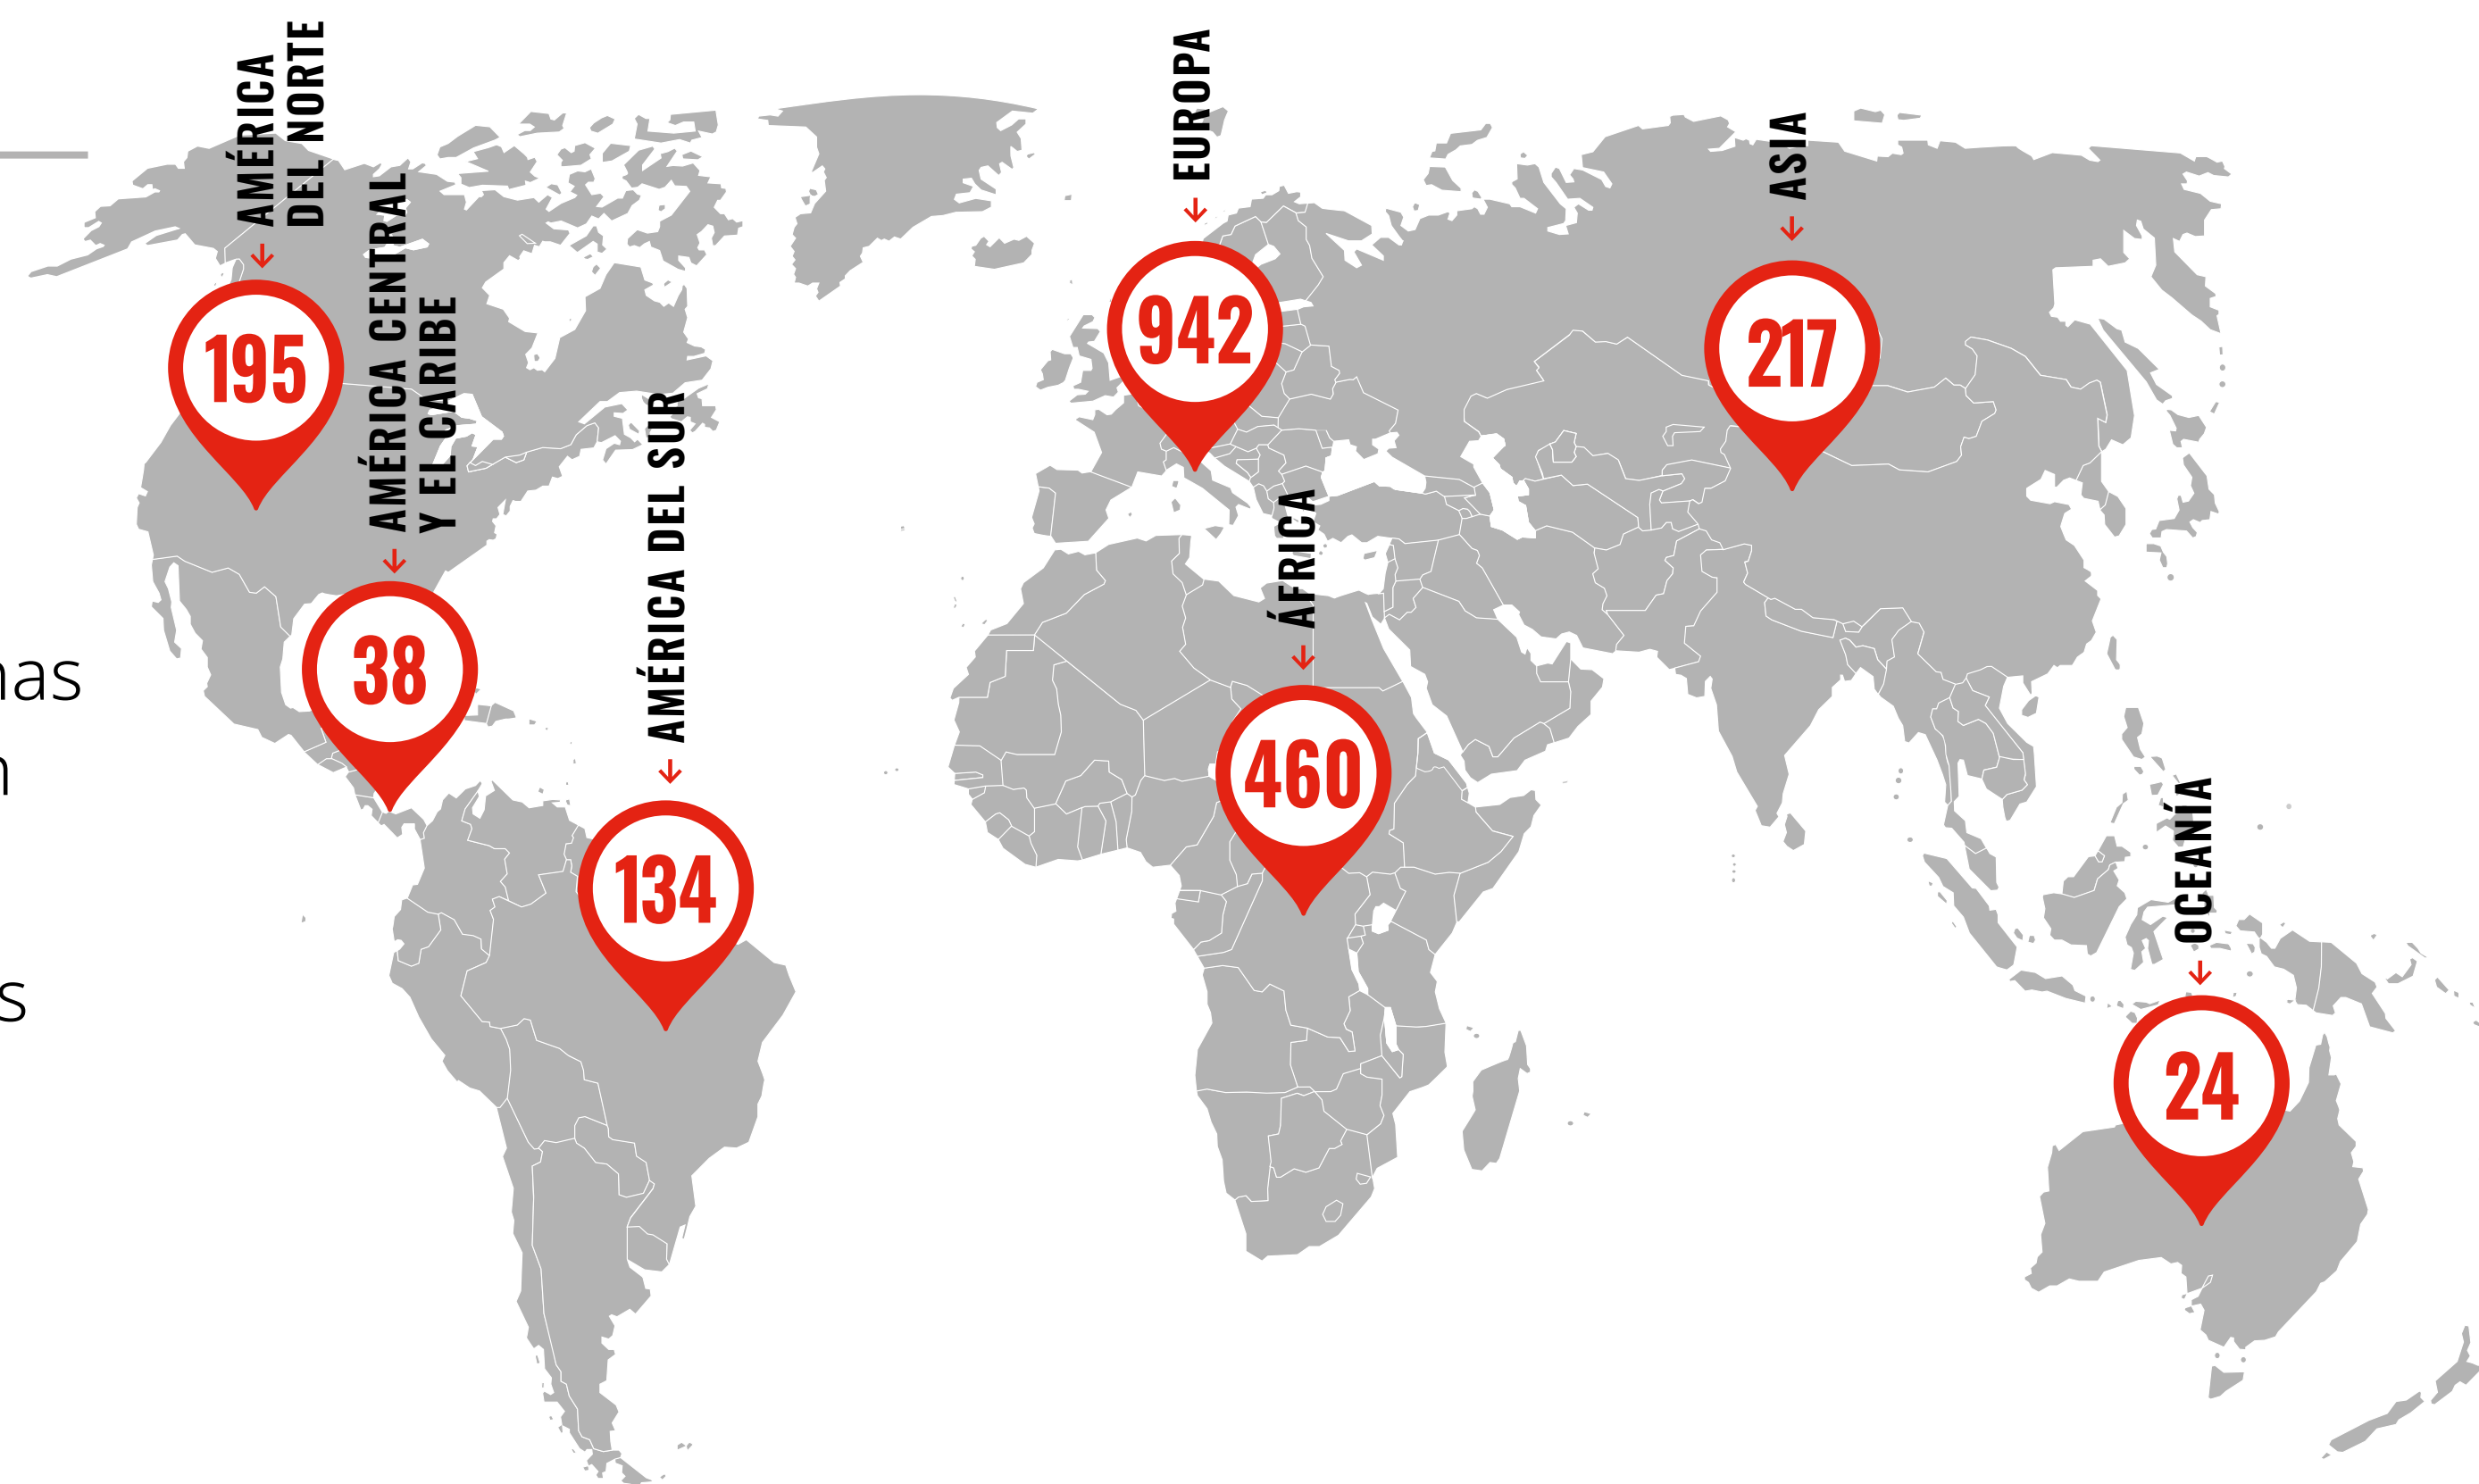 AMÉRICA
DEL NORTE
195
AMÉRICA CENTRAL
Y EL CARIBE
38
AMÉRICA DEL SUR
134
EUROPA
942
ÁFRICA
460
ASIA
217
OCEANÍA
24
as